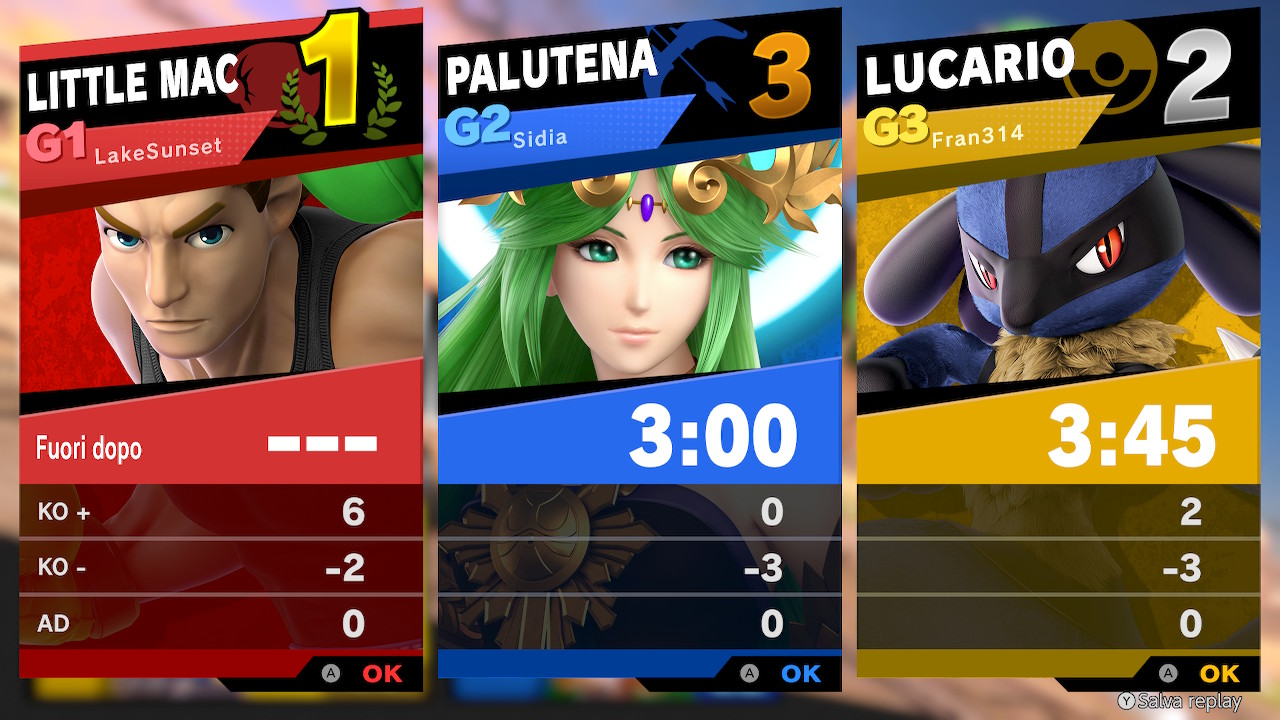 LITTLE MAC 1
G1 LakeSunset
Fuori dopo ---
KO + 6
KO - -2
AD 0
A OK
PALUTENA 3
G2 Sidia
3:00
0
-3
0
A OK
LUCARIO 2
G3 Fran314
3:45
2
-3
0
A OK
Y Salva replay